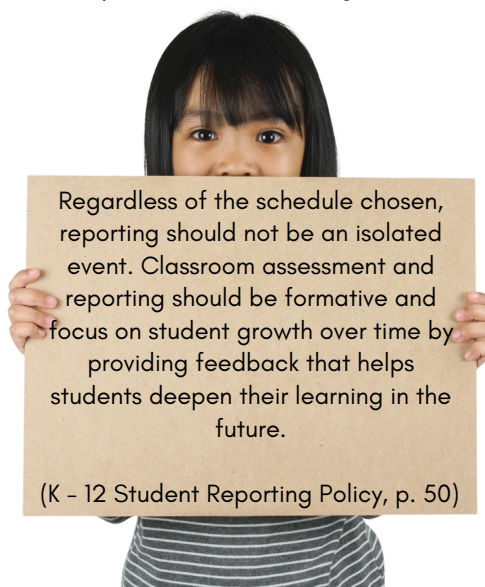 Regardless of the schedule chosen,
reporting should not be an isolated
event. Classroom assessment and
reporting should be formative and
focus on student growth over time by
providing feedback that helps
students deepen their learning in the
future.
(K - 12 Student Reporting Policy, p. 50)